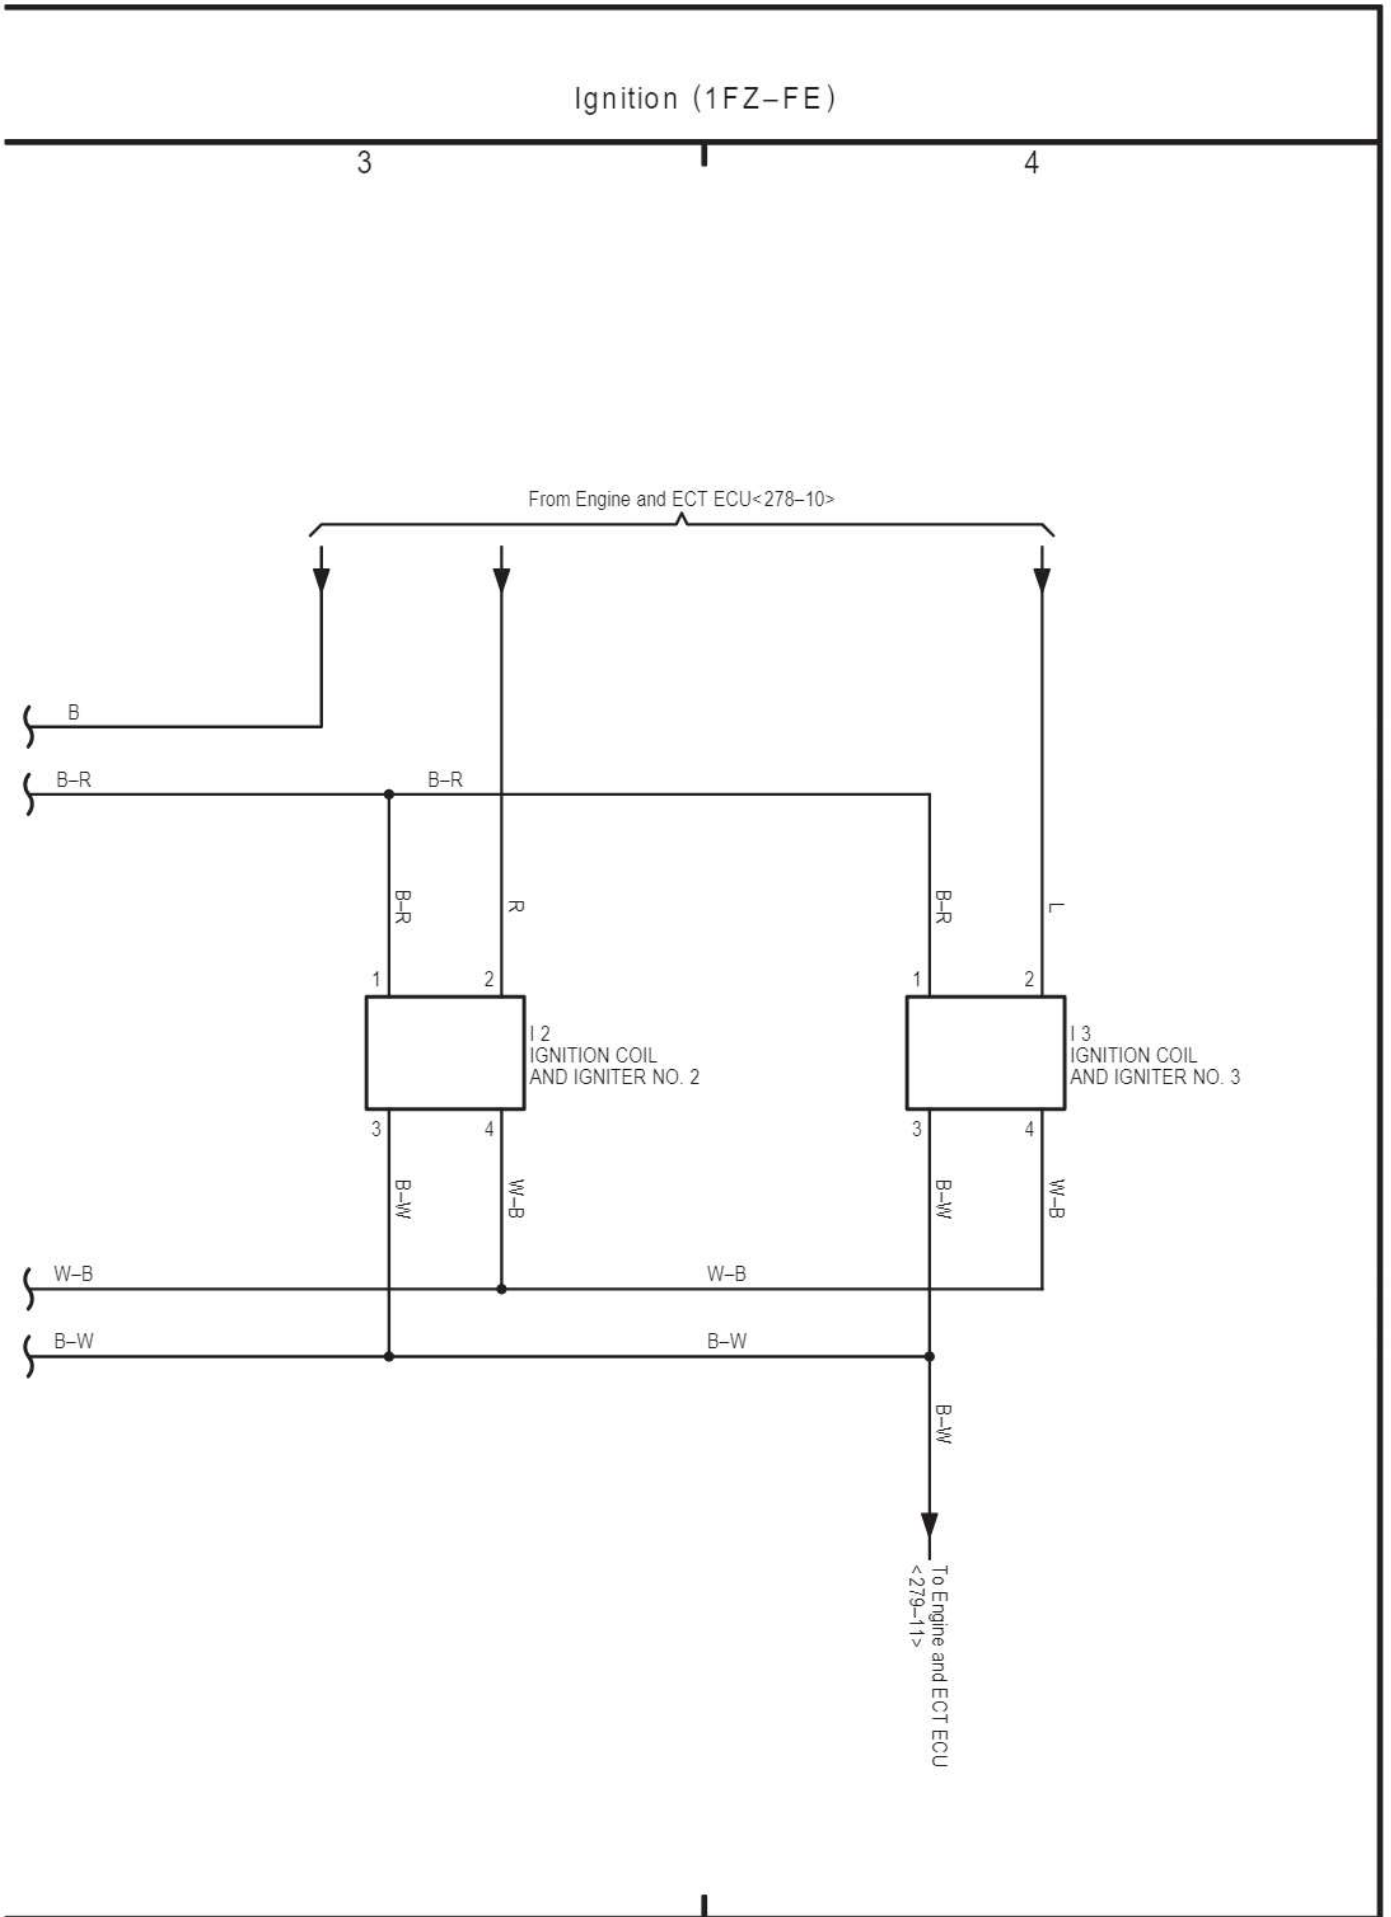 Ignition (1FZ–FE)
3
4
From Engine and ECT ECU<278–10>
B
B–R
B–R
B–R
R
B–R
L
1
2
1
2
I 2
IGNITION COIL
AND IGNITER NO. 2
I 3
IGNITION COIL
AND IGNITER NO. 3
3
4
3
4
B–W
W–B
B–W
W–B
W–B
W–B
B–W
B–W
B–W
To Engine and ECT ECU
<279–11>